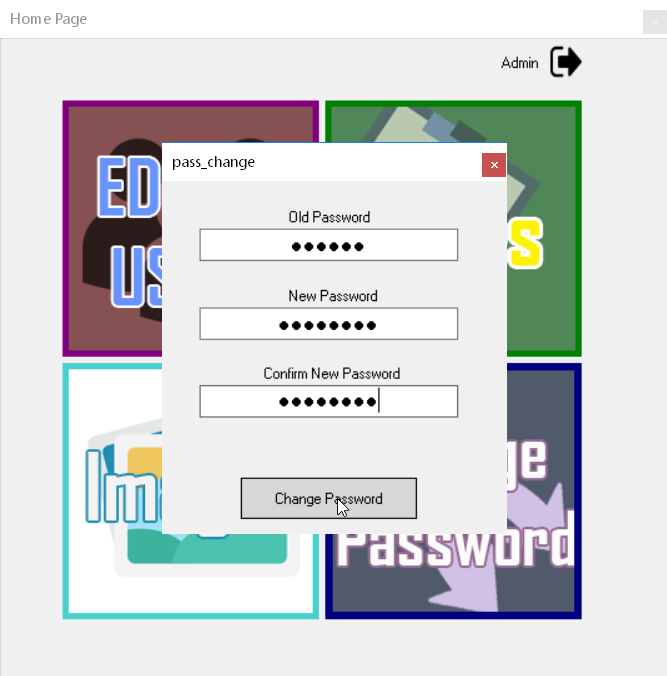 Home Page
Admin
pass_change
Old Password
●●●●●●
New Password
●●●●●●●●
Confirm New Password
●●●●●●●●
Change Password
ED
US
S
Im
ge
Password